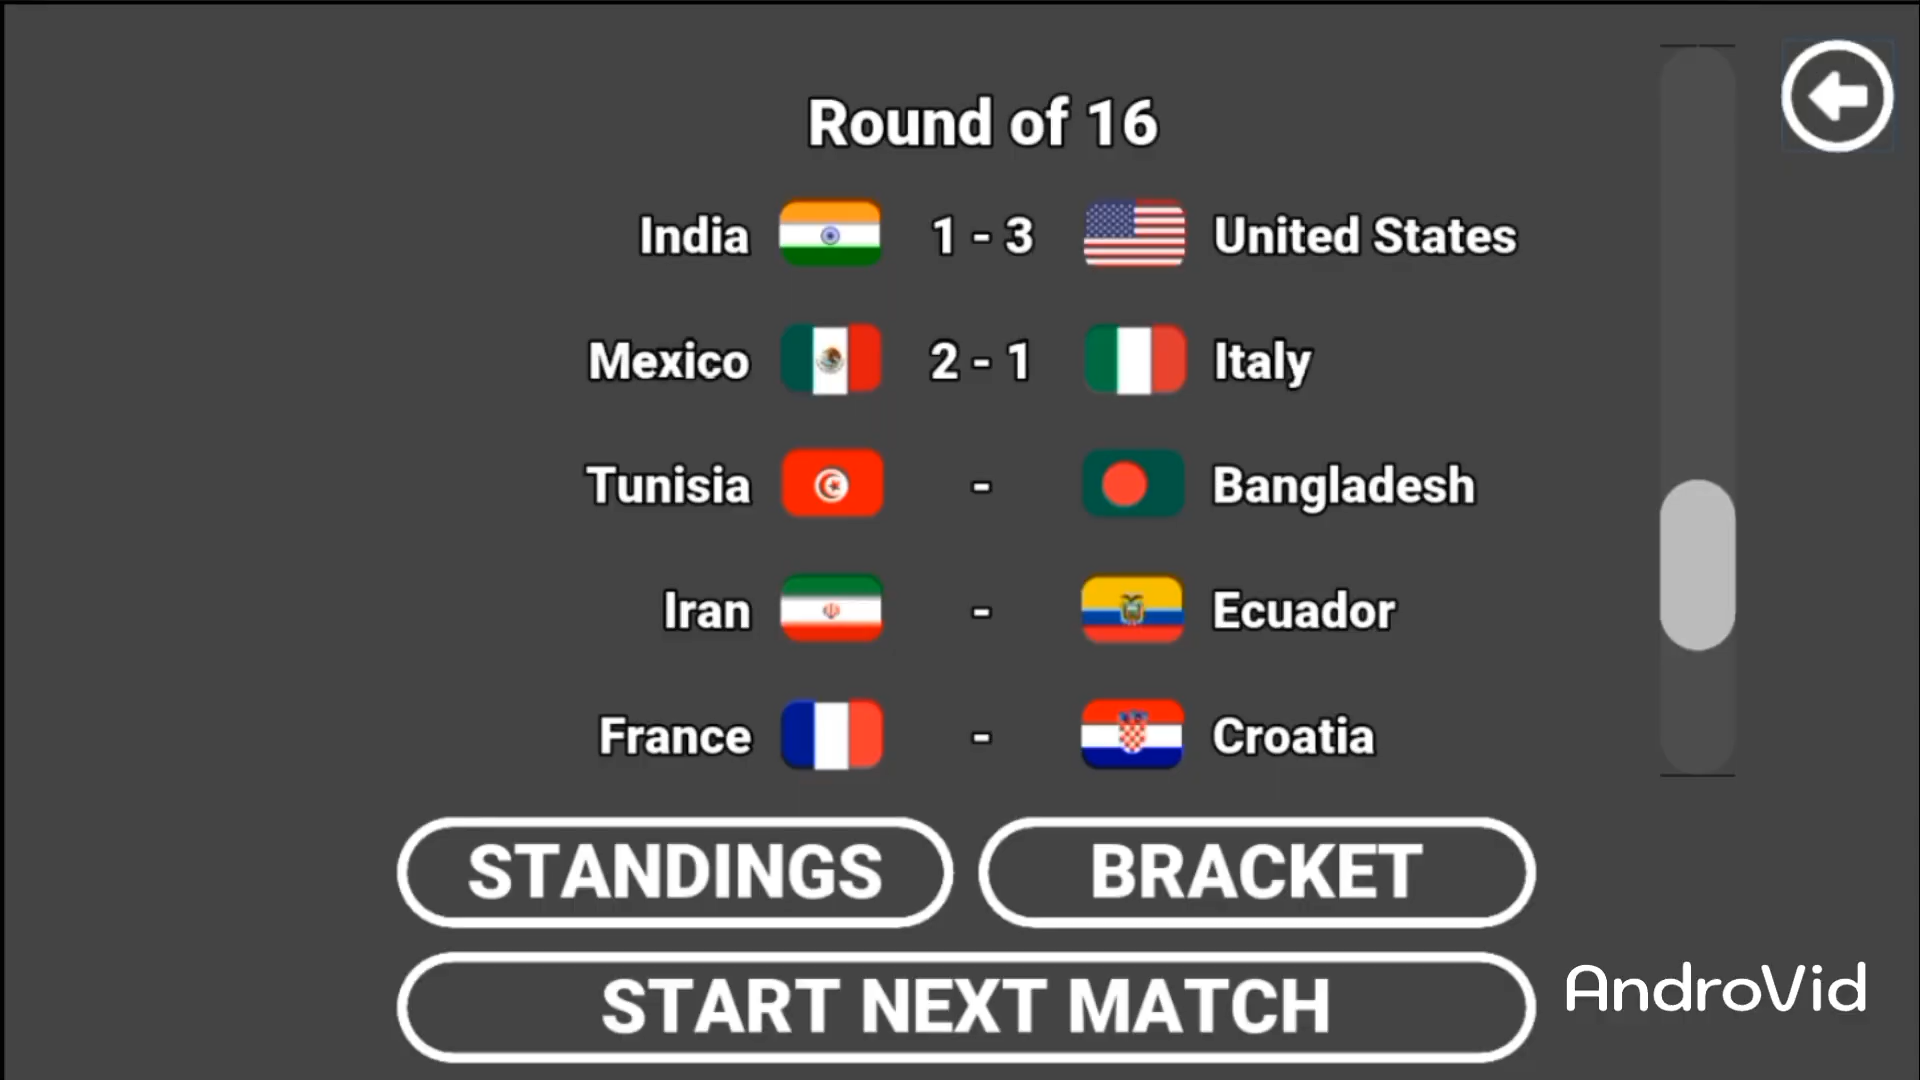 Round of 16
India 1 - 3 United States
Mexico 2 - 1 Italy
Tunisia - Bangladesh
Iran - Ecuador
France - Croatia
STANDINGS BRACKET
START NEXT MATCH
AndroVid